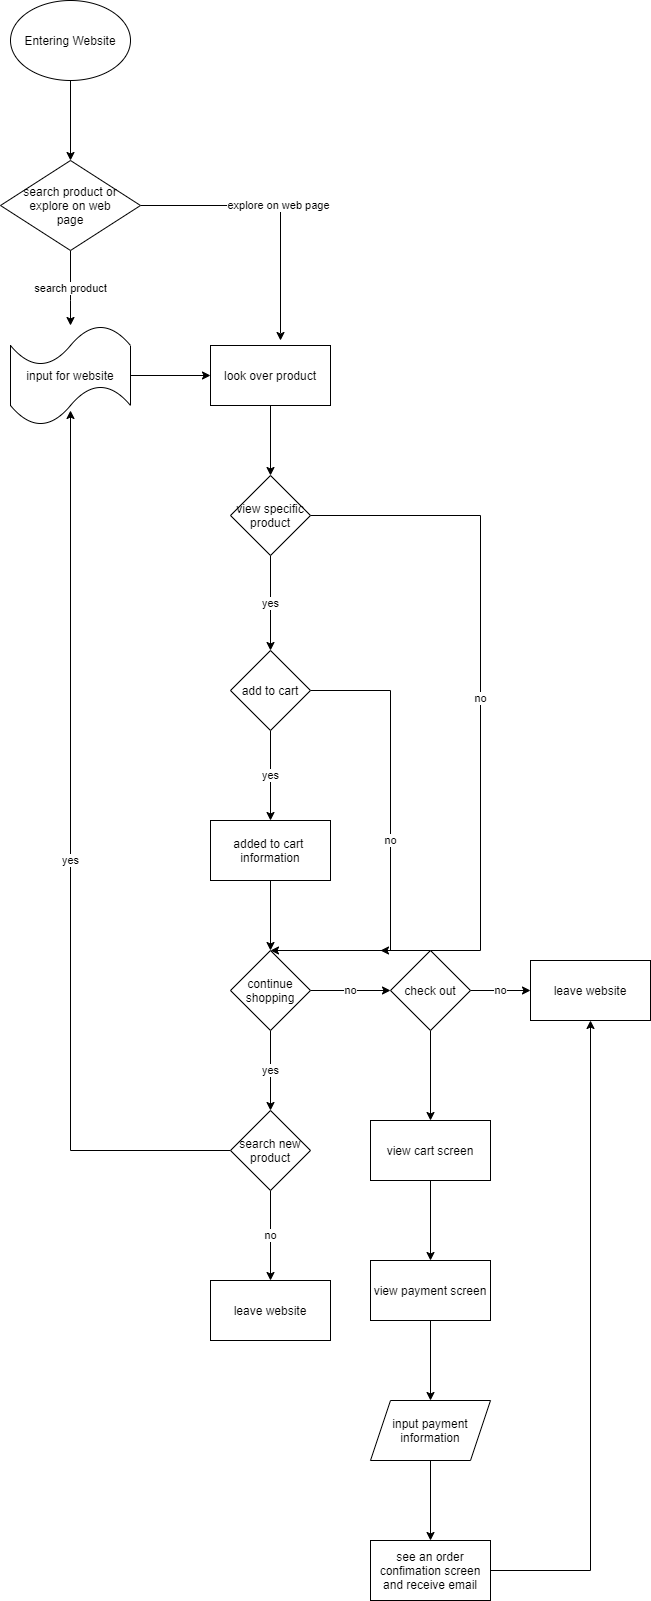 Entering Website
search product or
explore on web
page
explore on web page
search product
input for website
look over product
view specific
product
yes
no
add to cart
yes
no
added to cart
information
yes
continue
shopping
no
check out
no
leave website
yes
search new
product
view cart screen
no
leave website
view payment screen
input payment
information
see an order
confimation screen
and receive email